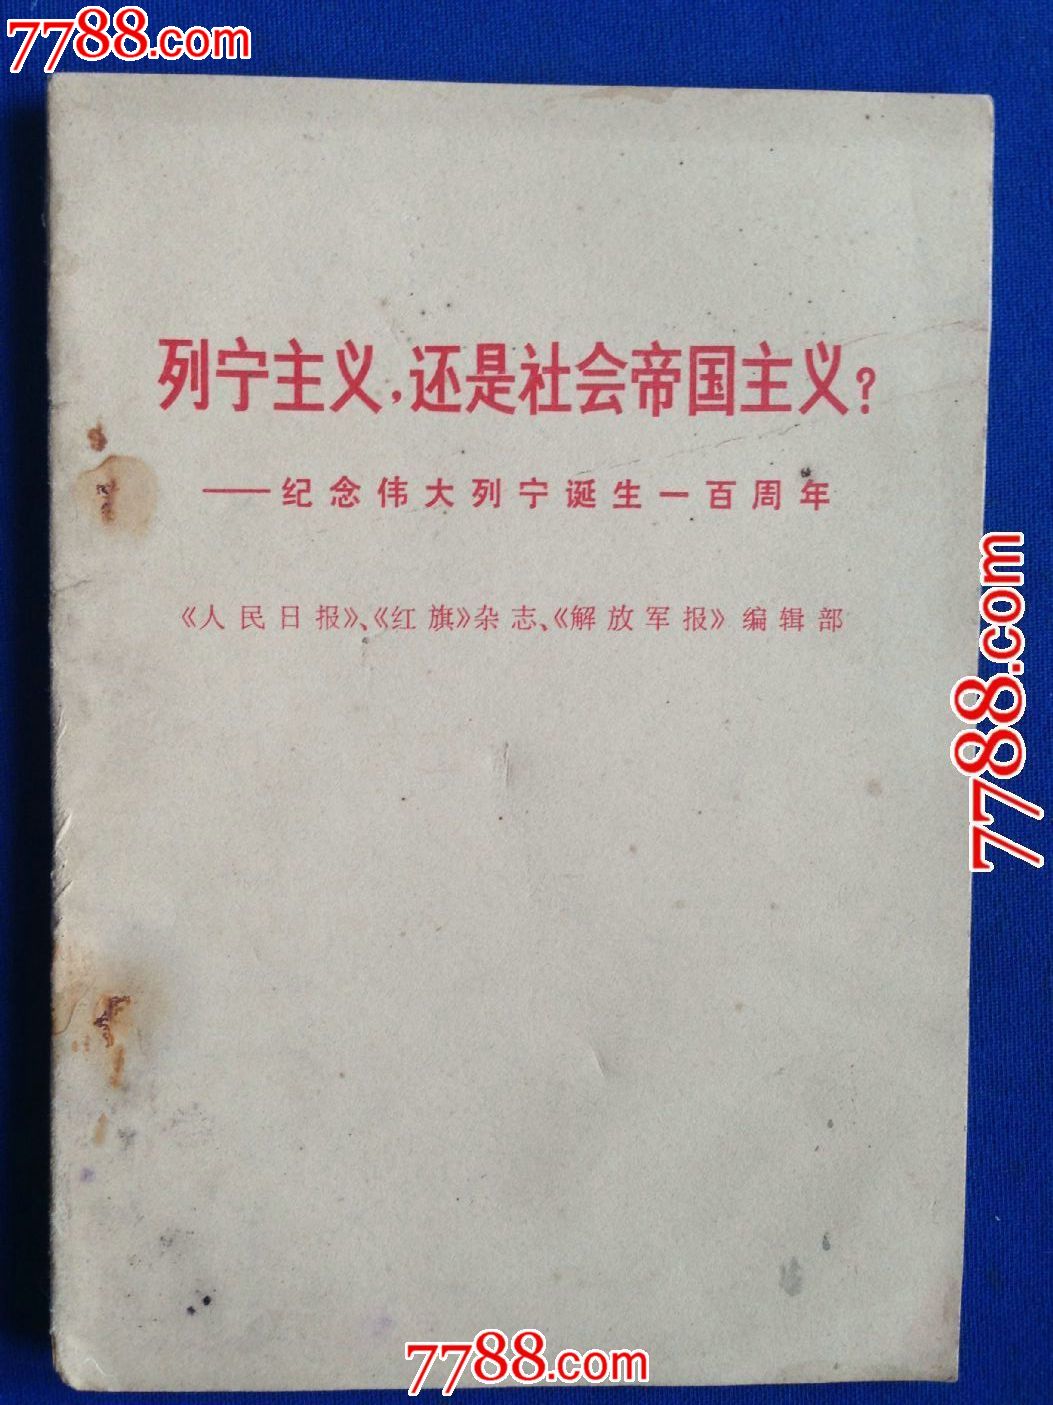 7788.com
列宁主义,还是社会帝国主义?
——纪念伟大列宁诞生一百周年
《人民日报》、《红旗》杂志、《解放军报》编辑部
7788.com
7788.com